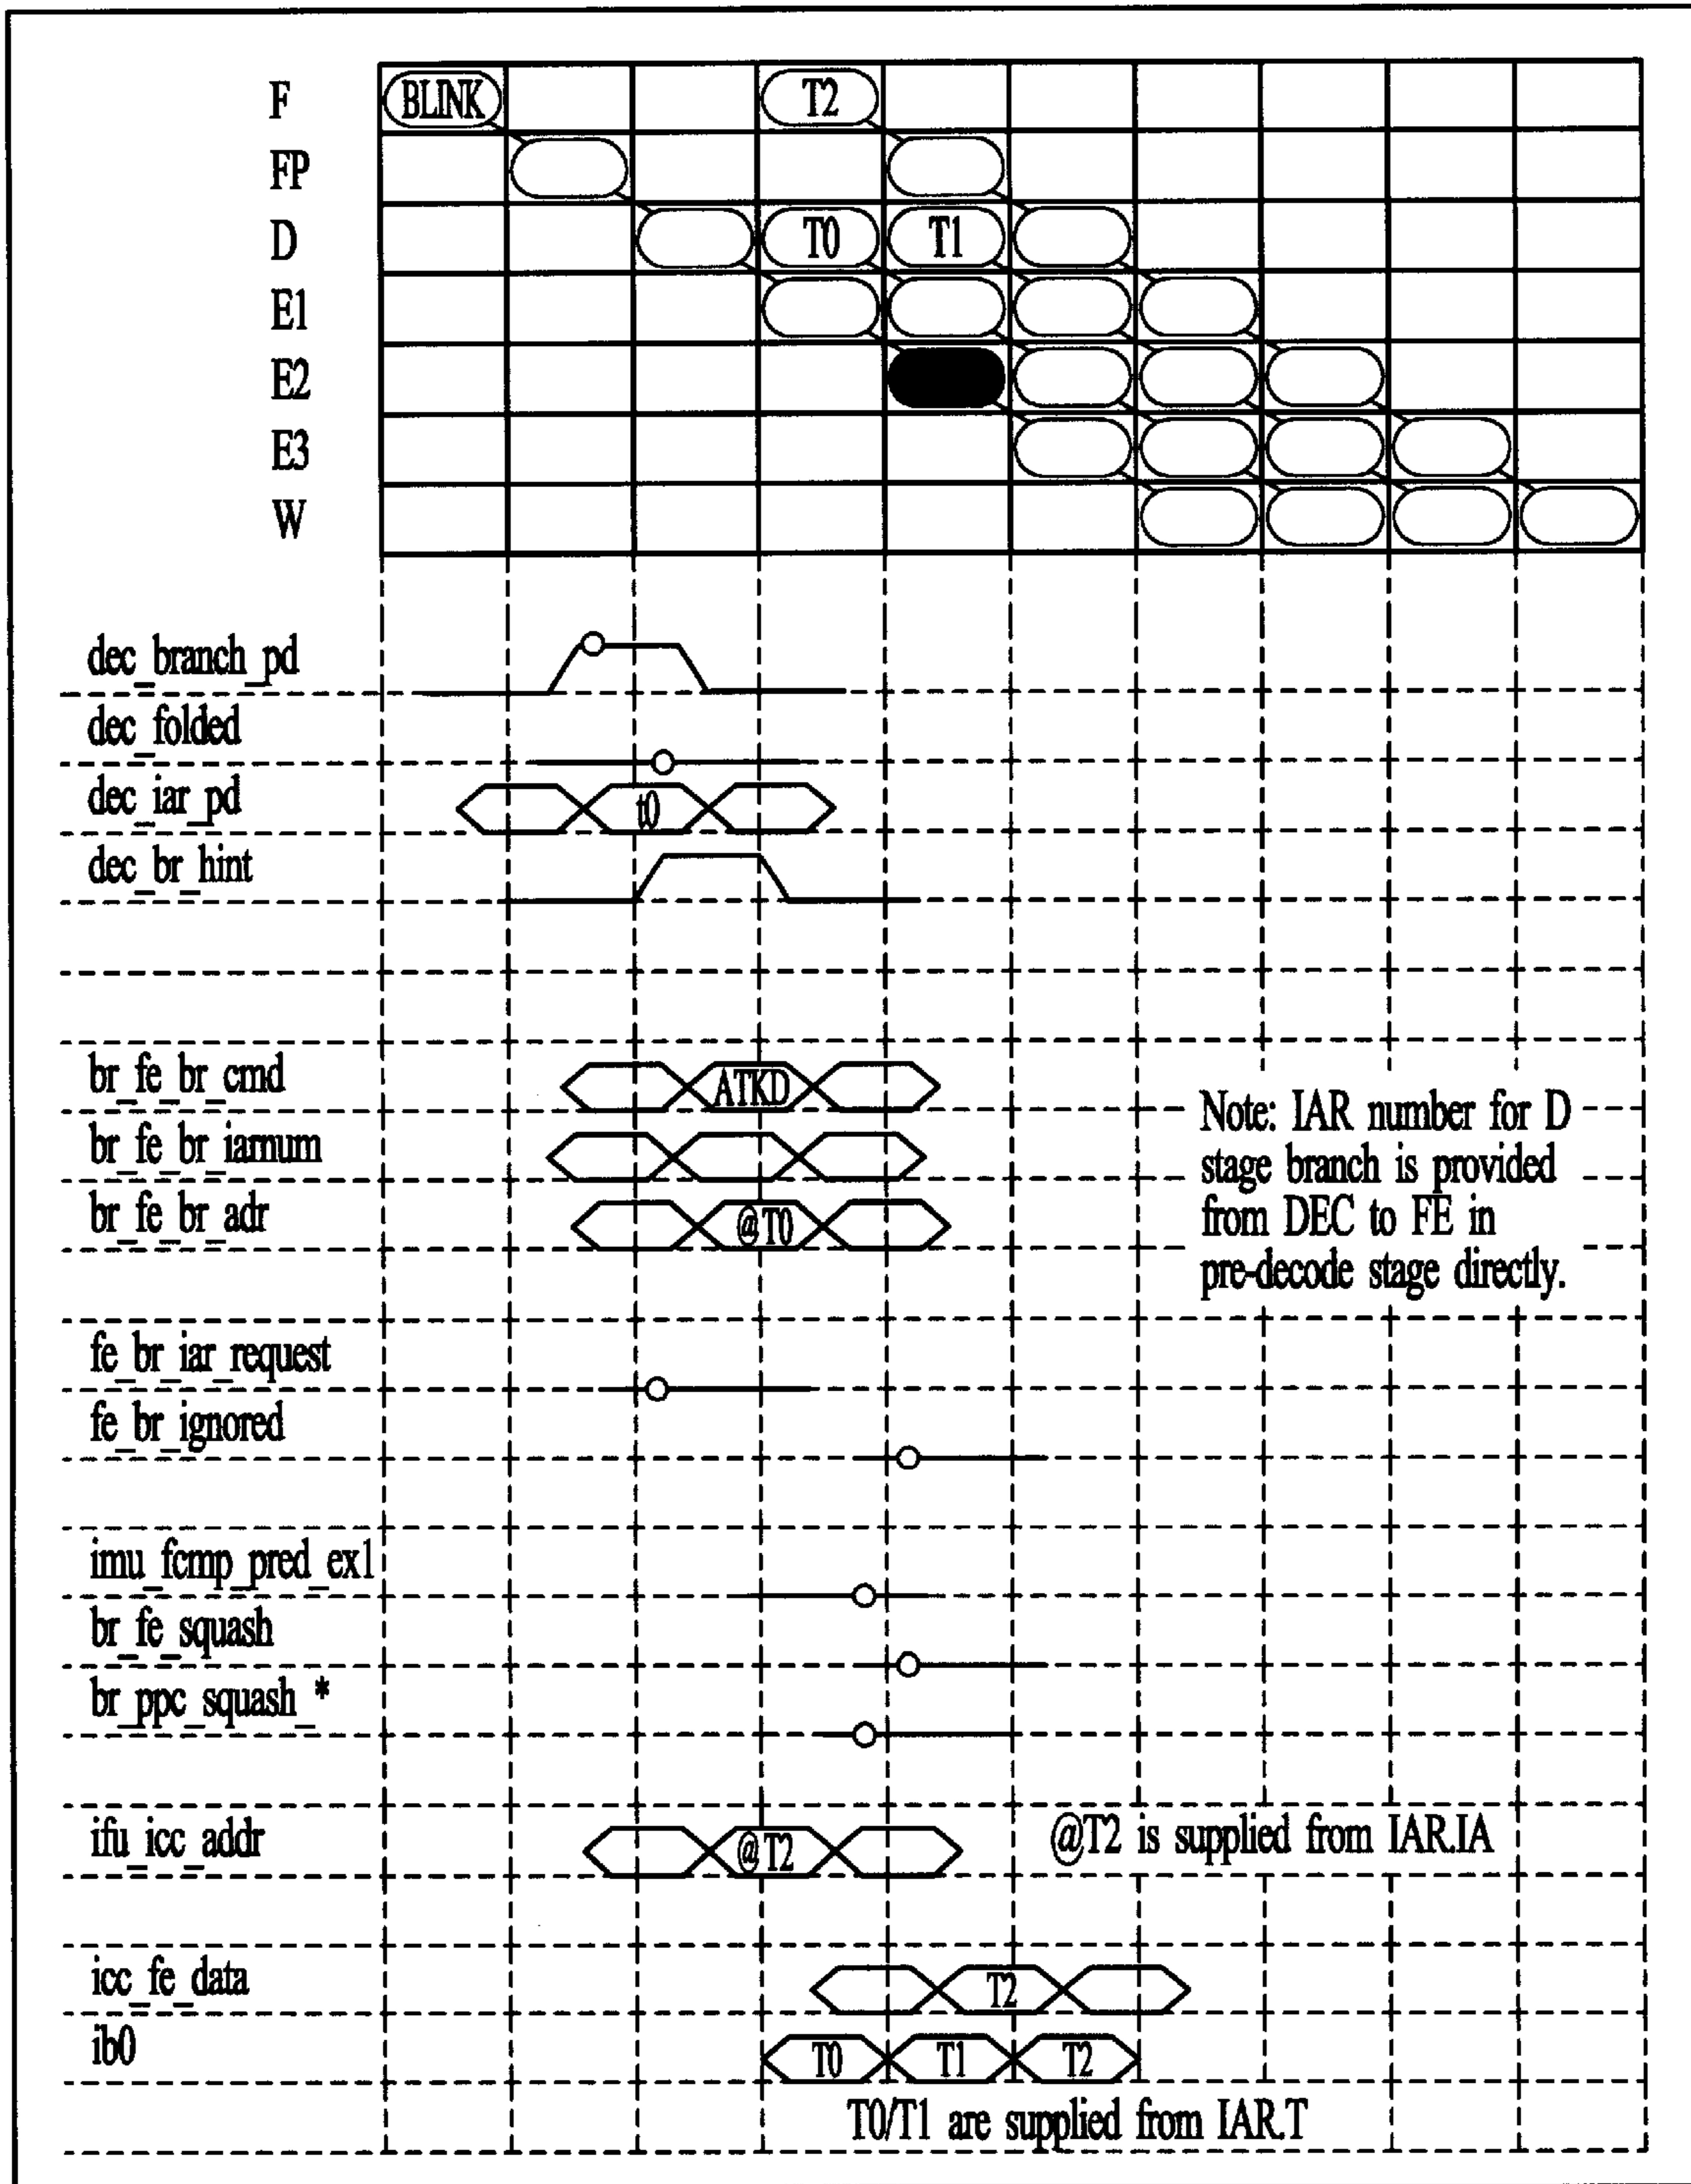 F BLINK T2
FP
D T0 T1
E1
E2
E3
W
dec_branch_pd
dec_folded
dec_iar_pd t0
dec_br_hint
br_fe_br_cmd ATKD
br_fe_br_iarnum
br_fe_br_adr @T0
Note: IAR number for D
stage branch is provided
from DEC to FE in
pre-decode stage directly.
fe_br_iar_request
fe_br_ignored
imu_fcmp_pred_ex1
br_fe_squash
br_ppc_squash_*
ifu_icc_addr @T2 @T2 is supplied from IAR.IA
icc_fe_data T2
ib0 T0 T1 T2
T0/T1 are supplied from IAR.T